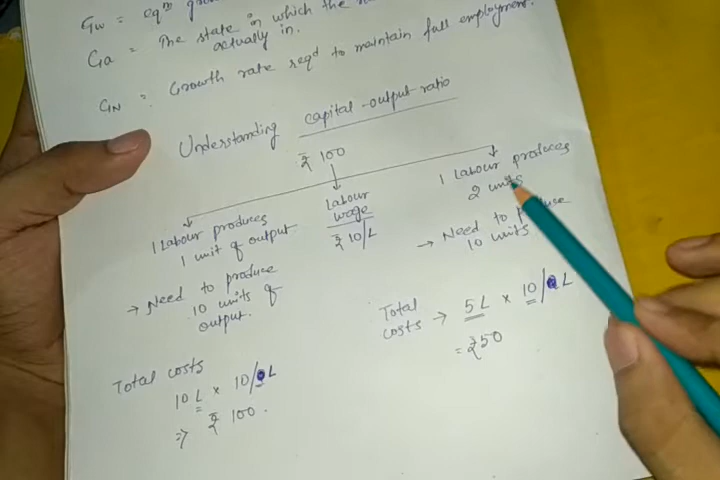 Gw = eqm
Ga = The state in which the
actually in.
GN = Growth rate reqd to maintain full employment.
Understanding capital-output ratio
₹ 100
1 Labour produces
1 unit of output
→ Need to produce
10 units of
output.
Total costs
10 L × 10/L
⇒ ₹ 100.
Labour
wage
₹ 10/L
1 Labour produces
2 units
→ Need to produce
10 units
Total
costs → 5L × 10/L
= ₹50